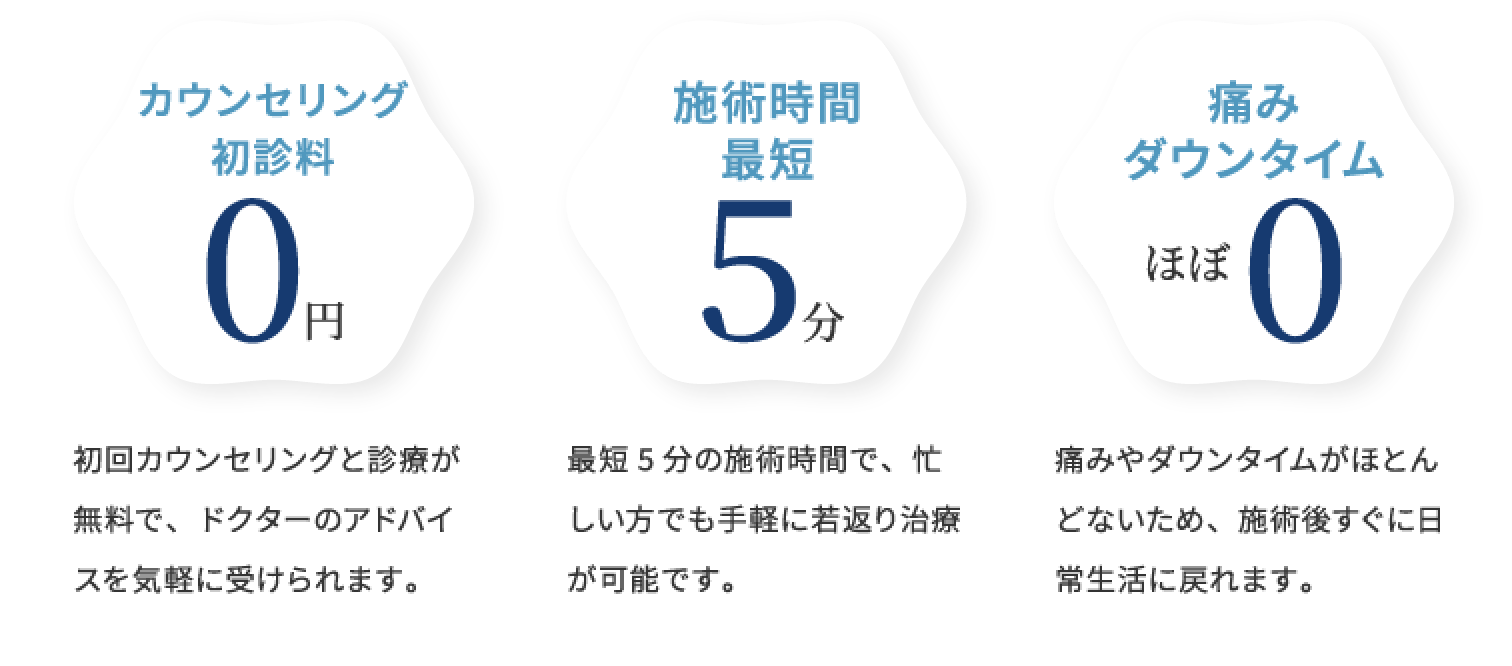 カウンセリング
初診料
0円
初回カウンセリングと診療が
無料で、ドクターのアドバイ
スを気軽に受けられます。
施術時間
最短
5分
最短 5 分の施術時間で、忙
しい方でも手軽に若返り治療
が可能です。
痛み
ダウンタイム
ほぼ0
痛みやダウンタイムがほとん
どないため、施術後すぐに日
常生活に戻れます。